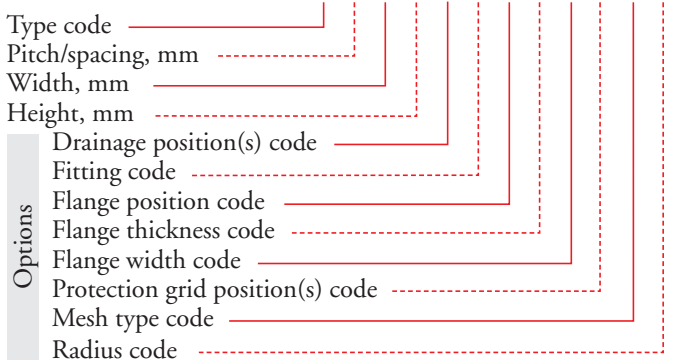 Type code
Pitch/spacing, mm
Width, mm
Height, mm
Options
Drainage position(s) code
Fitting code
Flange position code
Flange thickness code
Flange width code
Protection grid position(s) code
Mesh type code
Radius code